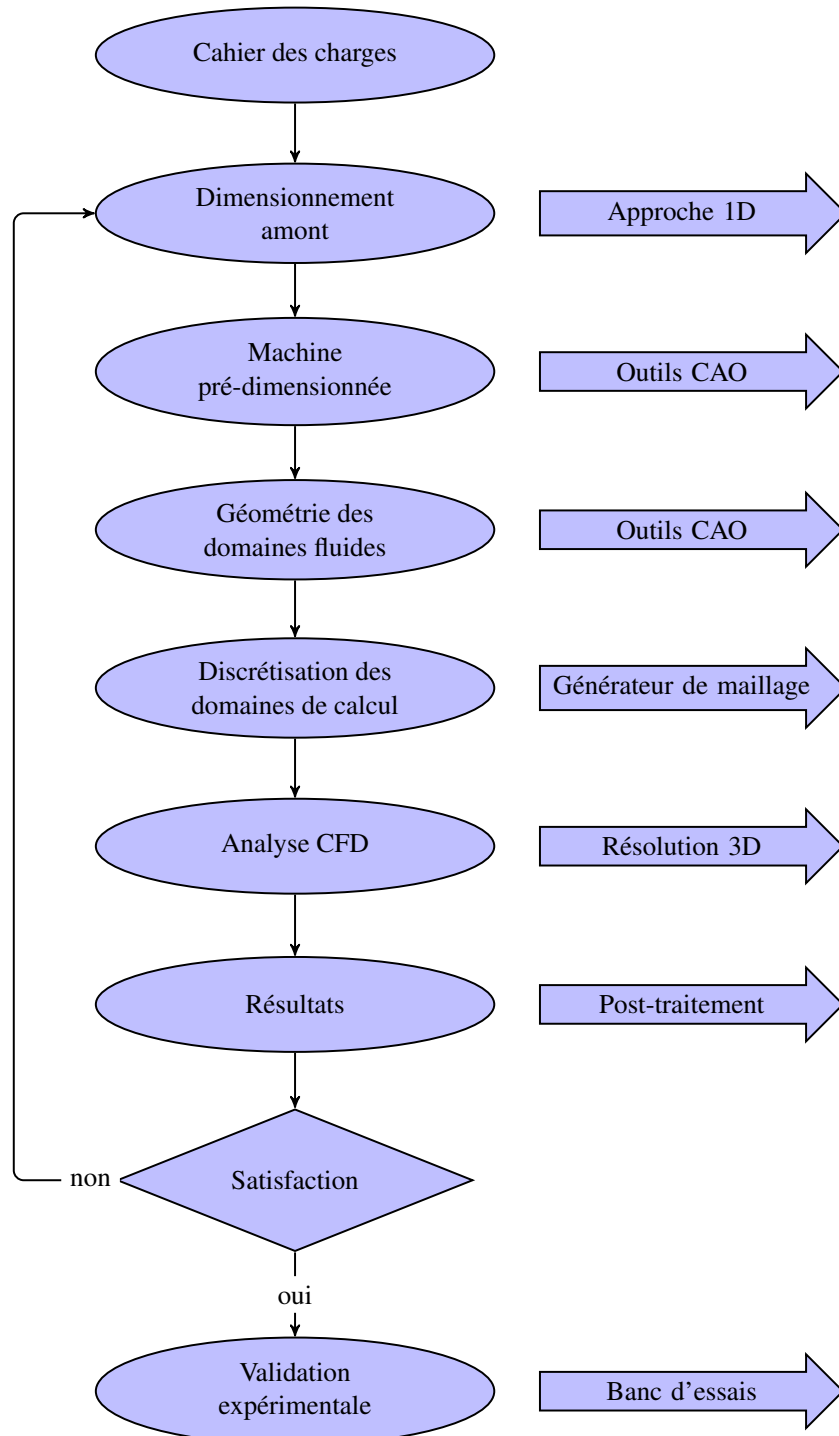 Cahier des charges
Dimensionnement
amont
Approche 1D
Machine
pré-dimensionnée
Outils CAO
Géométrie des
domaines fluides
Outils CAO
Discrétisation des
domaines de calcul
Générateur de maillage
Analyse CFD
Résolution 3D
Résultats
Post-traitement
non
Satisfaction
oui
Validation
expérimentale
Banc d'essais